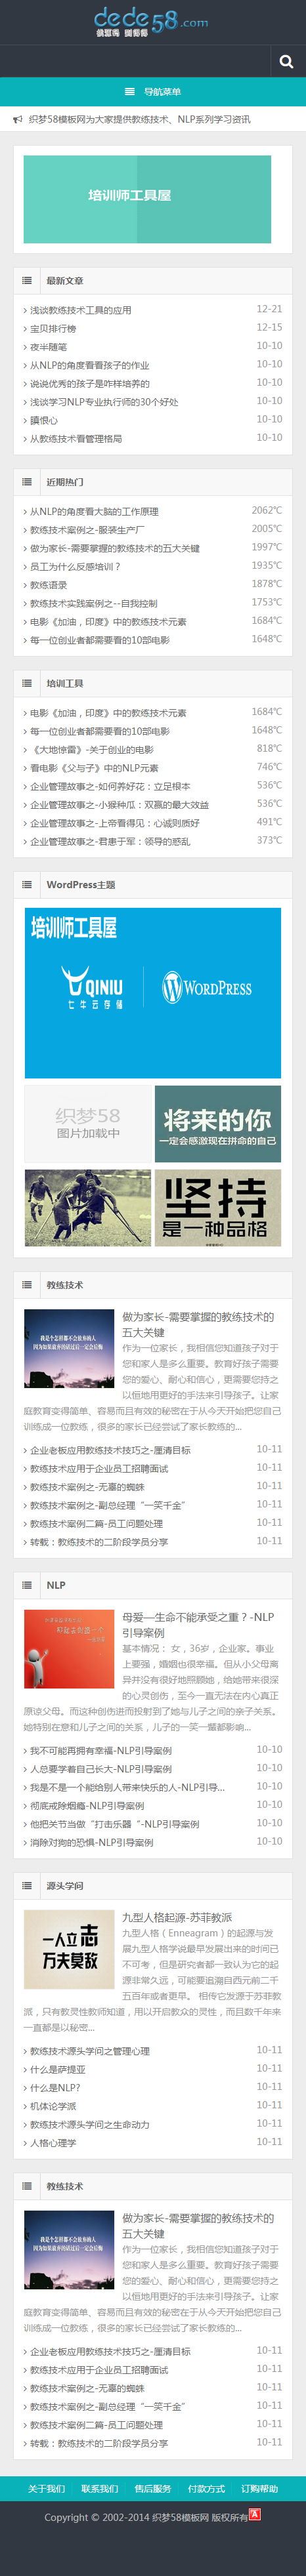 dede58.com
找源码 到织梦
导航菜单
织梦58模板网为大家提供教练技术、NLP系列学习资讯
培训师工具屋
最新文章
浅谈教练技术工具的应用 12-21
宝贝排行榜 12-15
夜半随笔 10-10
从NLP的角度看看孩子的作业 10-10
说说优秀的孩子是咋样培养的 10-10
浅谈学习NLP专业执行师的30个好处 10-10
嗔恨心 10-10
从教练技术看管理格局 10-10
近期热门
从NLP的角度看大脑的工作原理 2062℃
教练技术案例之-服装生产厂 2005℃
做为家长-需要掌握的教练技术的五大关键 1997℃
员工为什么反感培训？ 1935℃
教练语录 1878℃
教练技术实践案例之--自我控制 1753℃
电影《加油，印度》中的教练技术元素 1684℃
每一位创业者都需要看的10部电影 1648℃
培训工具
电影《加油，印度》中的教练技术元素 1684℃
每一位创业者都需要看的10部电影 1648℃
《大地惊雷》-关于创业的电影 818℃
看电影《父与子》中的NLP元素 746℃
企业管理故事之-如何养好花：立足根本 536℃
企业管理故事之-小猴种瓜：双赢的最大效益 536℃
企业管理故事之-上帝看得见：心诚则质好 491℃
企业管理故事之-君患于军：领导的惑乱 373℃
WordPress主题
培训师工具屋
QINIU
七牛云存储
WORDPRESS
织梦58
图片加载中
将来的你
一定会感激现在拼命的自己
坚持
是一种品格
教练技术
我是个怎样都不会放弃的人
因为如果放弃的话过后一定会后悔
做为家长-需要掌握的教练技术的
五大关键
作为一位家长，我相信您知道孩子对于
您和家人是多么重要。教育好孩子需要
您的爱心、耐心和信心，更需要您持之
以恒地用更好的手法来引导孩子。让家
庭教育变得简单、容易而且有效的秘密在于从今天开始把您自己
训练成一位教练，很多的家长已经尝试了家长教练的...
企业老板应用教练技术技巧之-厘清目标 10-11
教练技术应用于企业员工招聘面试 10-11
教练技术案例之-无辜的蜘蛛 10-11
教练技术案例之-副总经理“一笑千金” 10-11
教练技术案例二篇-员工问题处理 10-11
转载：教练技术的二阶段学员分享 10-11
NLP
母爱—生命不能承受之重？-NLP
引导案例
基本情况： 女，36岁，企业家。事业
上要强，婚姻也很幸福。但从小父母离
异并没有很好地照顾她，给她带来很深
的心灵创伤，至今一直无法在内心真正
原谅父母。而这种创伤进而投射到了她与儿子之间的亲子关系。
她特别在意和儿子之间的关系，儿子的一笑一颦都影响...
我不可能再拥有幸福-NLP引导案例 10-10
人总要学着自己长大-NLP引导案例 10-10
我是不是一个能给别人带来快乐的人-NLP引导... 10-10
彻底戒除烟瘾-NLP引导案例 10-10
他把关节当做“打击乐器“-NLP引导案例 10-10
消除对狗的恐惧-NLP引导案例 10-10
源头学问
一人立志
万夫莫敌
九型人格起源-苏菲教派
九型人格（Enneagram）的起源与发
展九型人格学说最早发展出来的时间已
不可考，但是研究者都一致认为它的起
源非常久远，可能要追溯自西元前二千
五百年或者更早。 相传它发源于苏菲教
派，只有教灵性教师知道，用以开启教众的灵性，而且数千年来
一直都是以秘密...
教练技术源头学问之管理心理 10-11
什么是萨提亚 10-11
什么是NLP? 10-11
机体论学派 10-11
教练技术源头学问之生命动力 10-11
人格心理学 10-11
教练技术
我是个怎样都不会放弃的人
因为如果放弃的话过后一定会后悔
做为家长-需要掌握的教练技术的
五大关键
作为一位家长，我相信您知道孩子对于
您和家人是多么重要。教育好孩子需要
您的爱心、耐心和信心，更需要您持之
以恒地用更好的手法来引导孩子。让家
庭教育变得简单、容易而且有效的秘密在于从今天开始把您自己
训练成一位教练，很多的家长已经尝试了家长教练的...
企业老板应用教练技术技巧之-厘清目标 10-11
教练技术应用于企业员工招聘面试 10-11
教练技术案例之-无辜的蜘蛛 10-11
教练技术案例之-副总经理“一笑千金” 10-11
教练技术案例二篇-员工问题处理 10-11
转载：教练技术的二阶段学员分享 10-11
关于我们 联系我们 售后服务 付款方式 订购帮助
Copyright © 2002-2014 织梦58模板网 版权所有